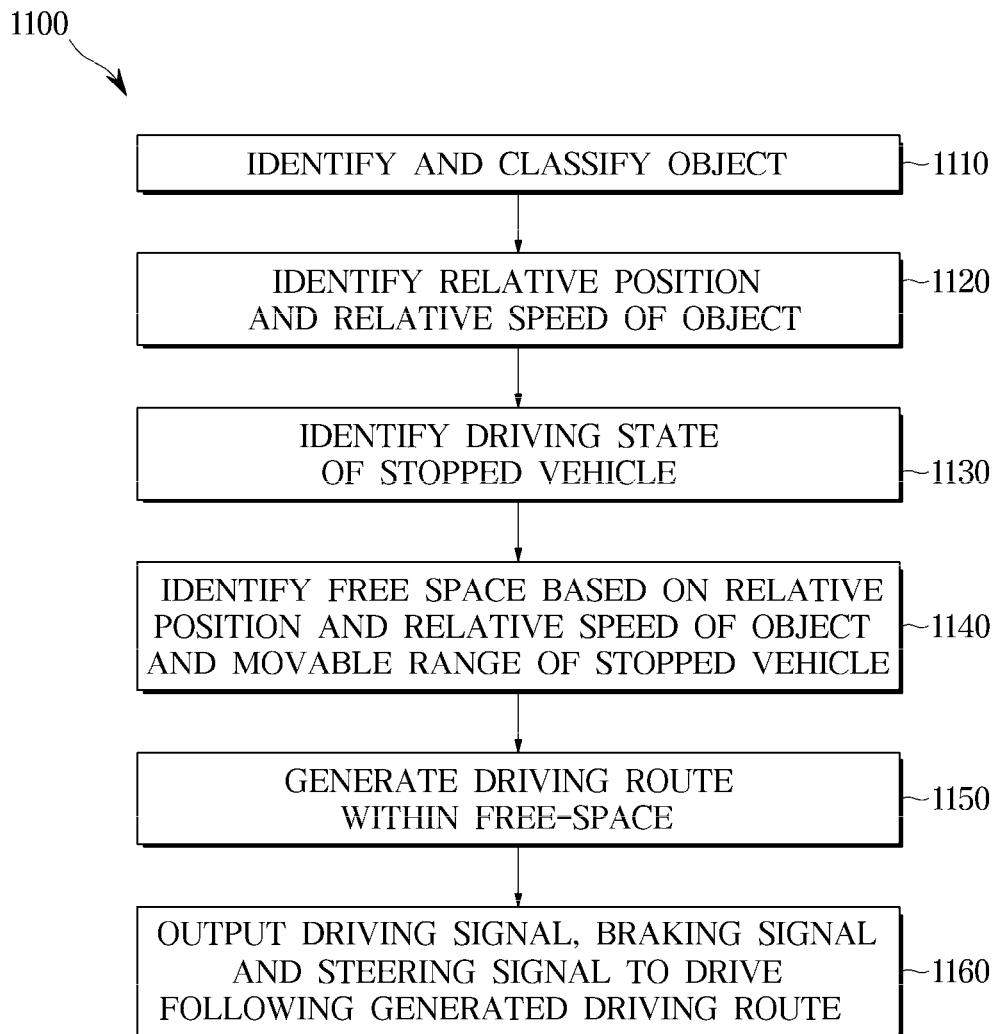 1100
IDENTIFY AND CLASSIFY OBJECT
1110
IDENTIFY RELATIVE POSITION
AND RELATIVE SPEED OF OBJECT
1120
IDENTIFY DRIVING STATE
OF STOPPED VEHICLE
1130
IDENTIFY FREE SPACE BASED ON RELATIVE
POSITION AND RELATIVE SPEED OF OBJECT
AND MOVABLE RANGE OF STOPPED VEHICLE
1140
GENERATE DRIVING ROUTE
WITHIN FREE-SPACE
1150
OUTPUT DRIVING SIGNAL, BRAKING SIGNAL
AND STEERING SIGNAL TO DRIVE
FOLLOWING GENERATED DRIVING ROUTE
1160